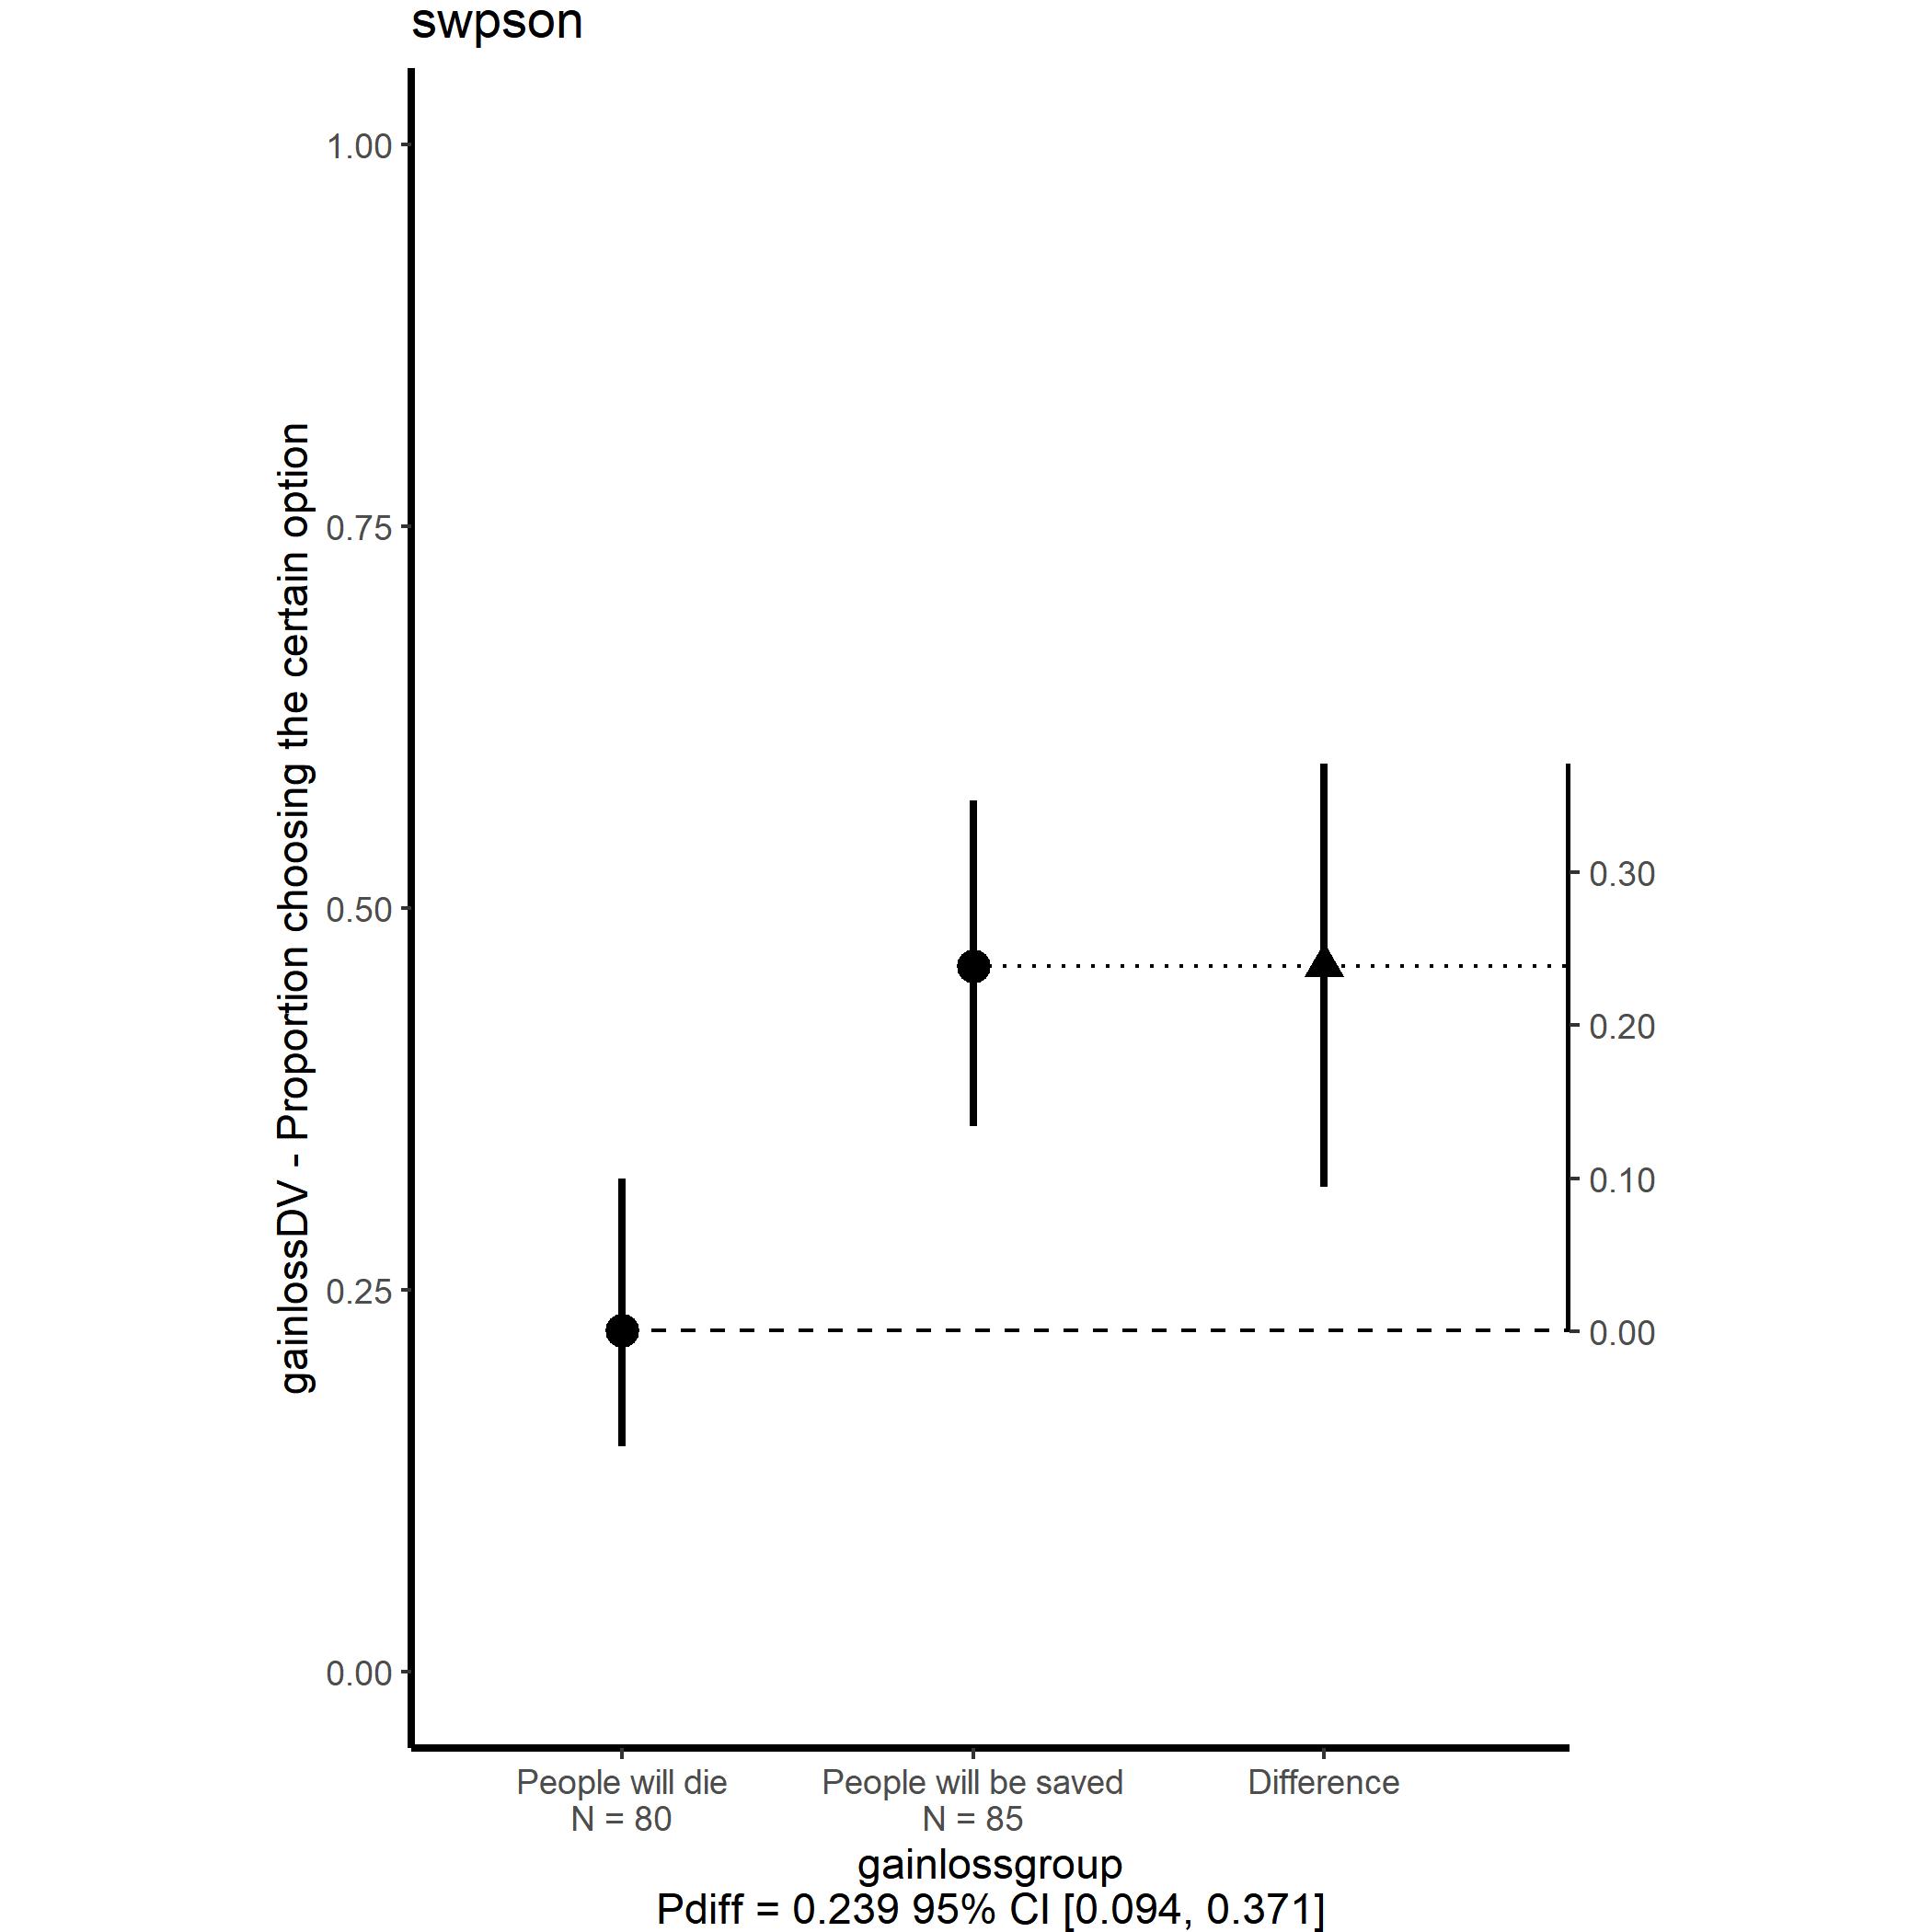 swpson
gainlossDV - Proportion choosing the certain option
1.00
0.75
0.50
0.25
0.00
0.30
0.20
0.10
0.00
People will die
N = 80
People will be saved
N = 85
Difference
gainlossgroup
Pdiff = 0.239 95% CI [0.094, 0.371]